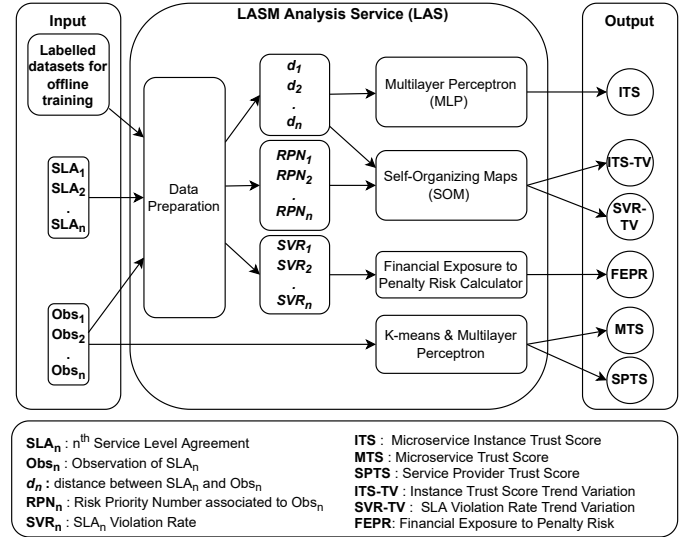 Input
LASM Analysis Service (LAS)
Output
Labelled
datasets for
offline
training
SLA1
SLA2
.
SLAn
Obs1
Obs2
.
Obsn
Data
Preparation
d1
d2
.
dn
RPN1
RPN2
.
RPNn
SVR1
SVR2
.
SVRn
Multilayer Perceptron
(MLP)
Self-Organizing Maps
(SOM)
Financial Exposure to
Penalty Risk Calculator
K-means & Multilayer
Perceptron
ITS
ITS-TV
SVR-
TV
FEPR
MTS
SPTS
SLAn : nth Service Level Agreement
Obsn : Observation of SLAn
dn : distance between SLAn and Obsn
RPNn : Risk Priority Number associated to Obsn
SVRn : SLAn Violation Rate
ITS : Microservice Instance Trust Score
MTS : Microservice Trust Score
SPTS : Service Provider Trust Score
ITS-TV : Instance Trust Score Trend Variation
SVR-TV : SLA Violation Rate Trend Variation
FEPR: Financial Exposure to Penalty Risk